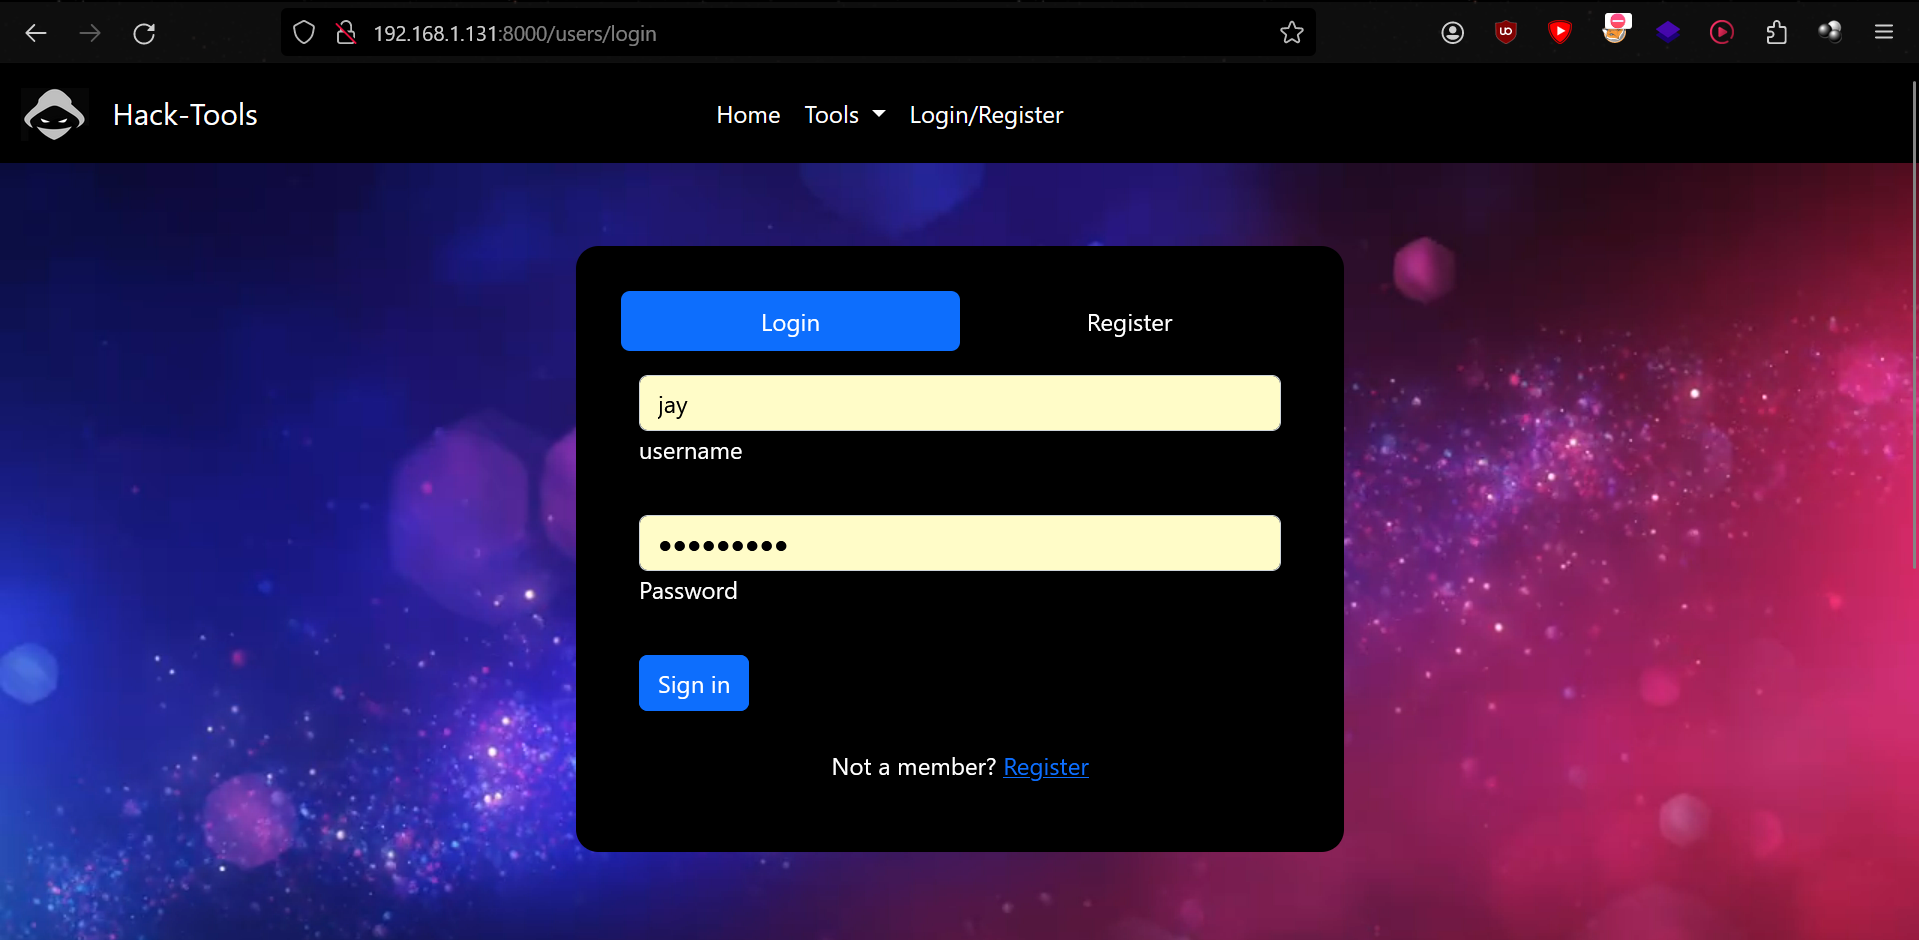 192.168.1.131:8000/users/login
Hack-Tools
Home Tools Login/Register
Login Register
jay
username
●●●●●●●●●
Password
Sign in
Not a member? Register